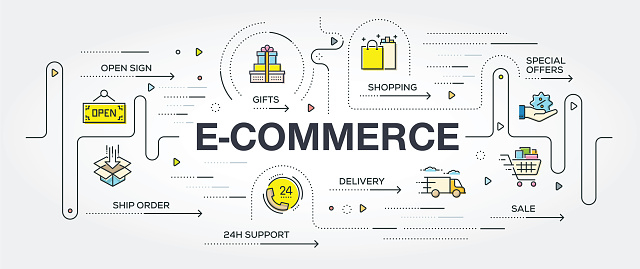 OPEN SIGN
OPEN
GIFTS
SHOPPING
SPECIAL
OFFERS
E-COMMERCE
SHIP ORDER
24
24H SUPPORT
DELIVERY
SALE